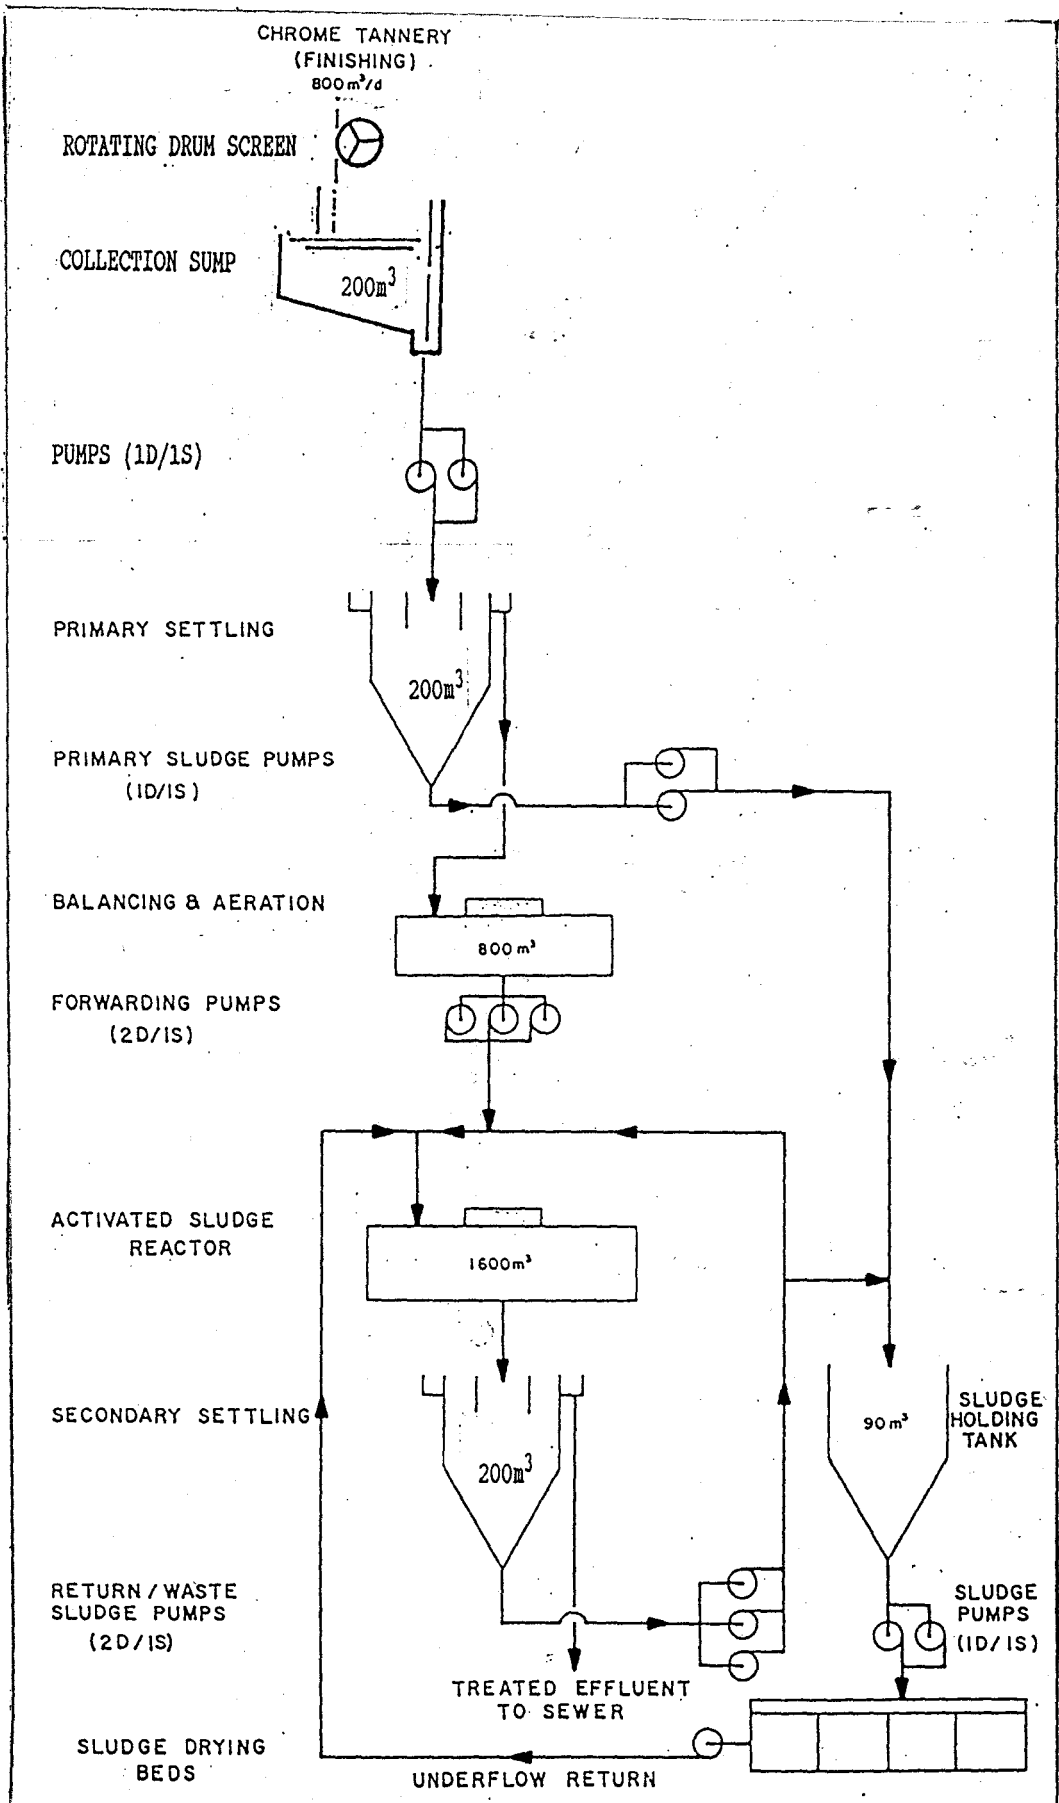 CHROME TANNERY
(FINISHING)
800m³/d
ROTATING DRUM SCREEN
COLLECTION SUMP
200m³
PUMPS (1D/1S)
PRIMARY SETTLING
200m³
PRIMARY SLUDGE PUMPS
(1D/1S)
BALANCING & AERATION
800m³
FORWARDING PUMPS
(2D/1S)
ACTIVATED SLUDGE
REACTOR
1600m³
SECONDARY SETTLING
200m³
90m³
SLUDGE
HOLDING
TANK
RETURN/WASTE
SLUDGE PUMPS
(2D/1S)
SLUDGE
PUMPS
(1D/1S)
TREATED EFFLUENT
TO SEWER
SLUDGE DRYING
BEDS
UNDERFLOW RETURN